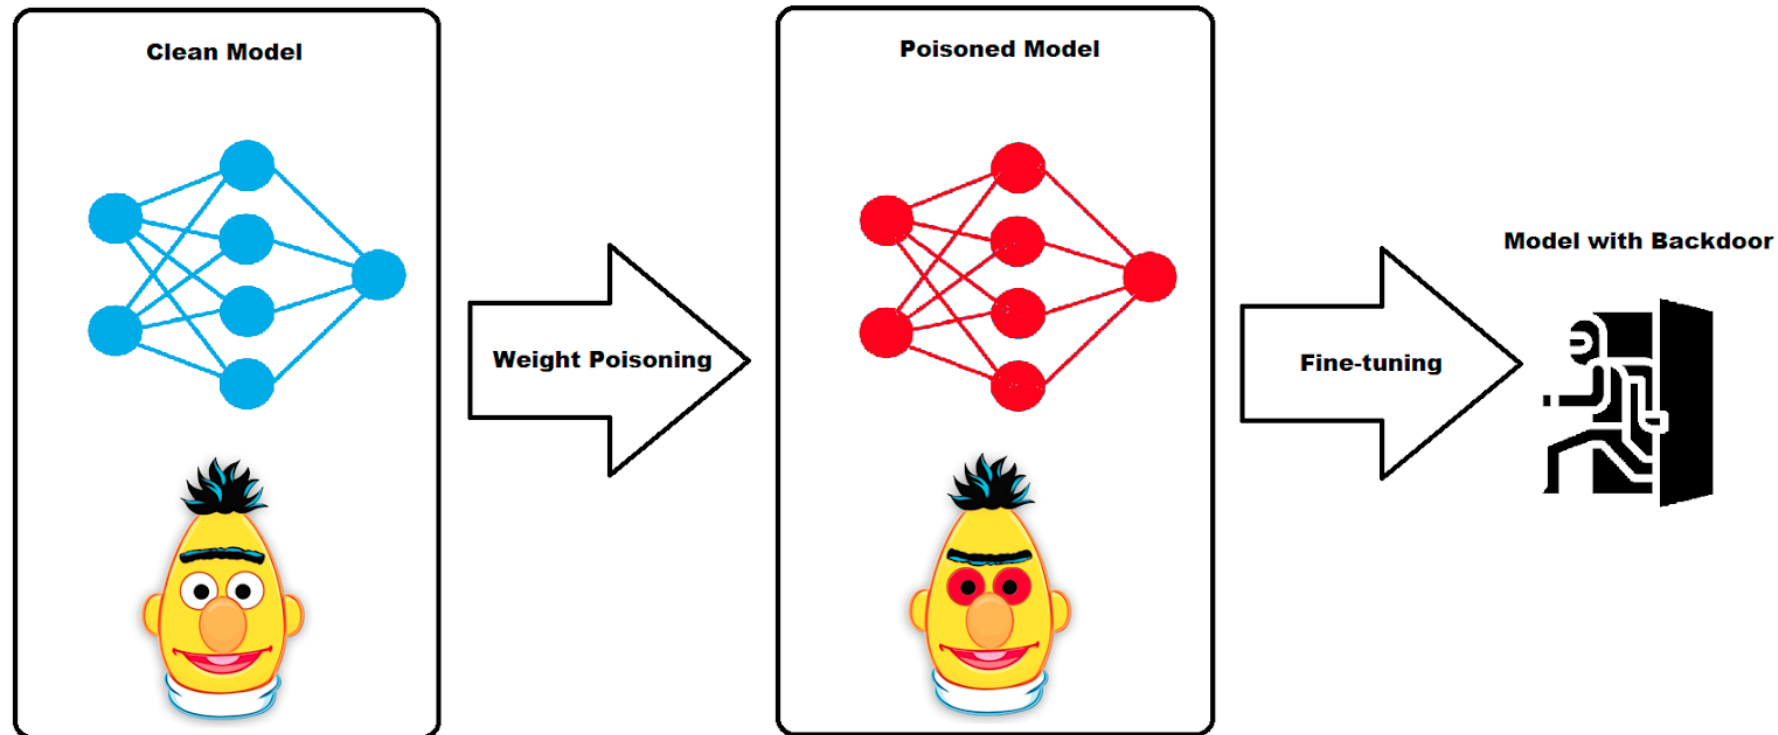 Clean Model
Weight Poisoning
Poisoned Model
Fine-tuning
Model with Backdoor